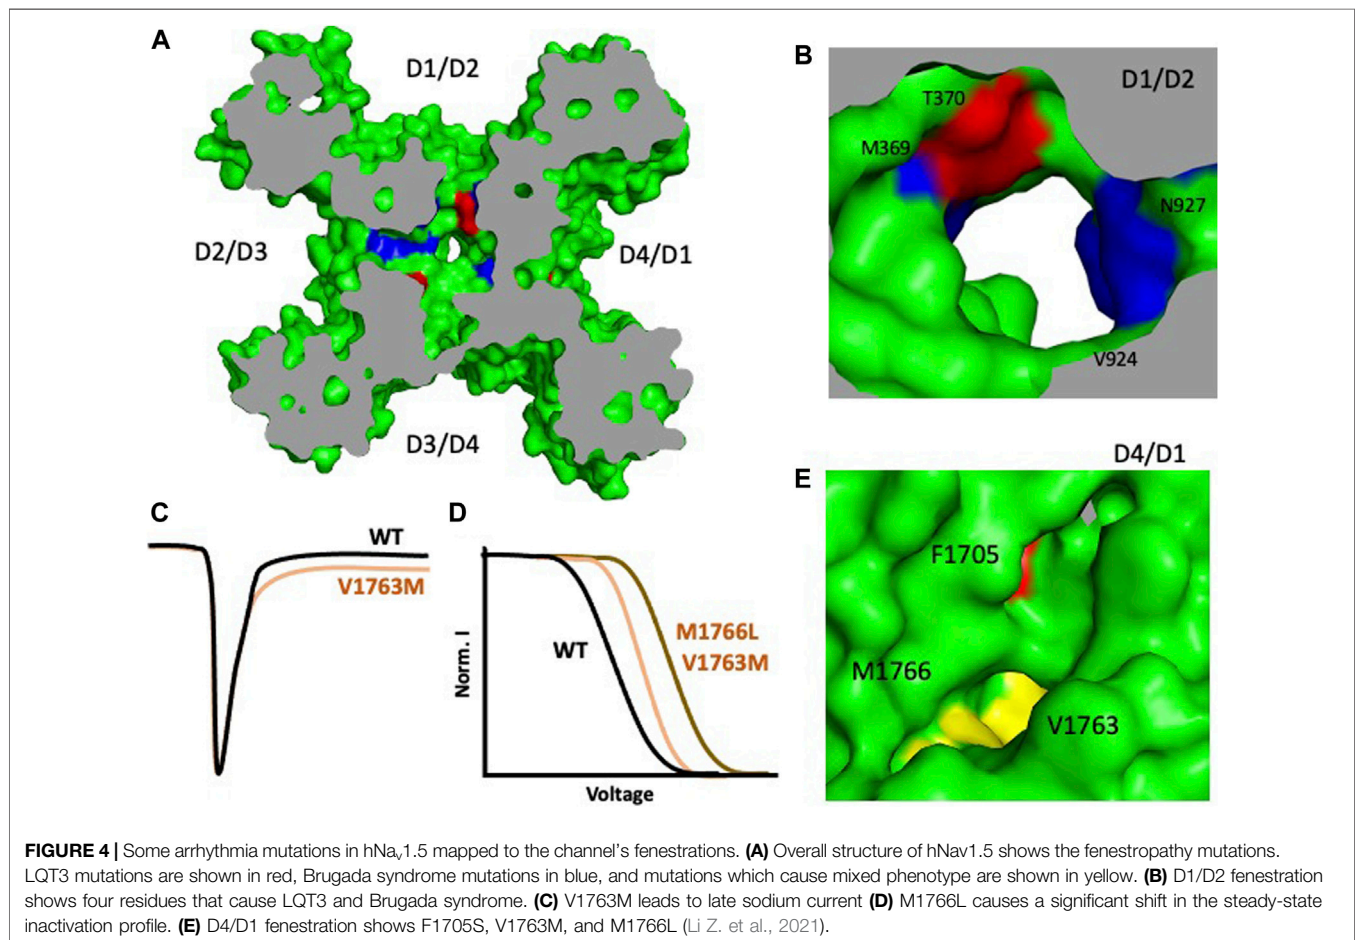 A
D1/D2
D2/D3
D4/D1
D3/D4
B
D1/D2
T370
M369
N927
V924
C
WT
V1763M
D
Norm. I
WT
M1766L
V1763M
Voltage
D4/D1
E
F1705
M1766
V1763
FIGURE 4 | Some arrhythmia mutations in hNav1.5 mapped to the channel’s fenestrations. (A) Overall structure of hNav1.5 shows the fenestropathy mutations.
LQT3 mutations are shown in red, Brugada syndrome mutations in blue, and mutations which cause mixed phenotype are shown in yellow. (B) D1/D2 fenestration
shows four residues that cause LQT3 and Brugada syndrome. (C) V1763M leads to late sodium current (D) M1766L causes a significant shift in the steady-state
inactivation profile. (E) D4/D1 fenestration shows F1705S, V1763M, and M1766L (Li Z. et al., 2021).